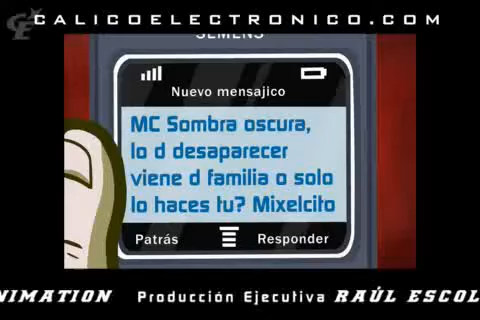 CALICOELECTRONICO.COM
SEMENS
Nuevo mensajico
MC Sombra oscura,
lo d desaparecer
viene d familia o solo
lo haces tu? Mixelcito
Patrás Responder
NIMATION Producción Ejecutiva RAÚL ESCOL